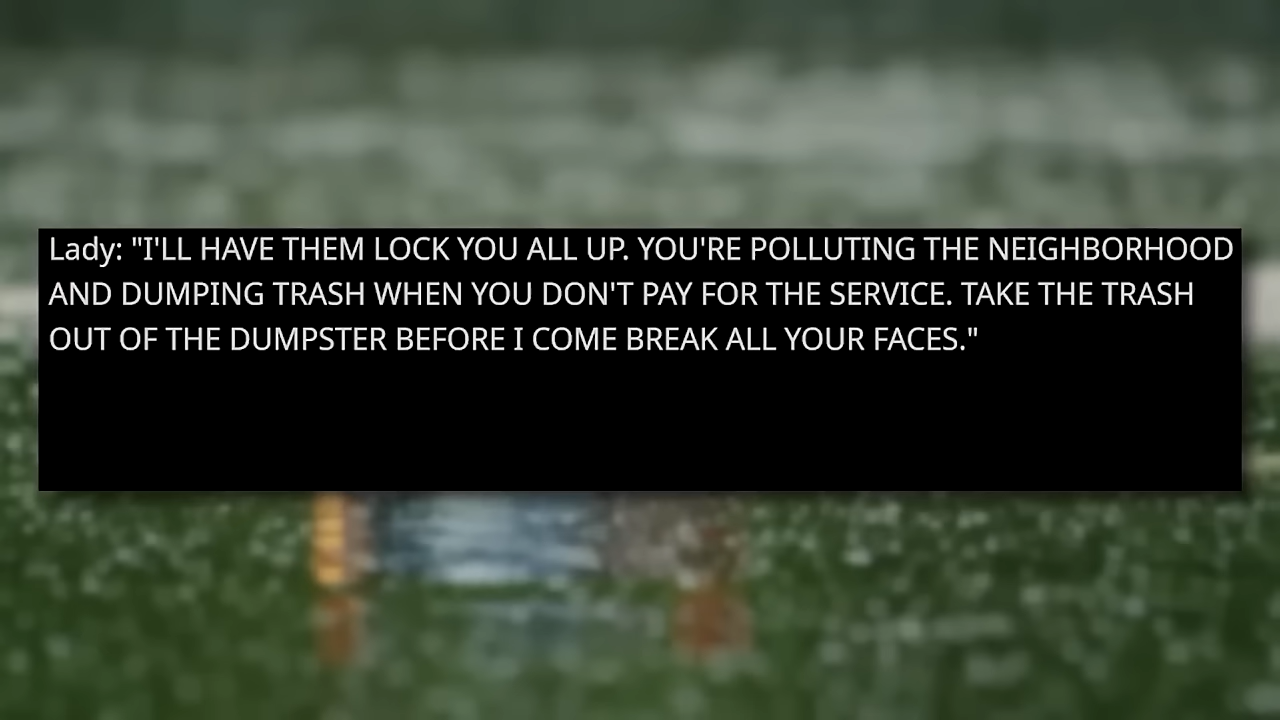 Lady: "I'LL HAVE THEM LOCK YOU ALL UP. YOU'RE POLLUTING THE NEIGHBORHOOD
AND DUMPING TRASH WHEN YOU DON'T PAY FOR THE SERVICE. TAKE THE TRASH
OUT OF THE DUMPSTER BEFORE I COME BREAK ALL YOUR FACES."